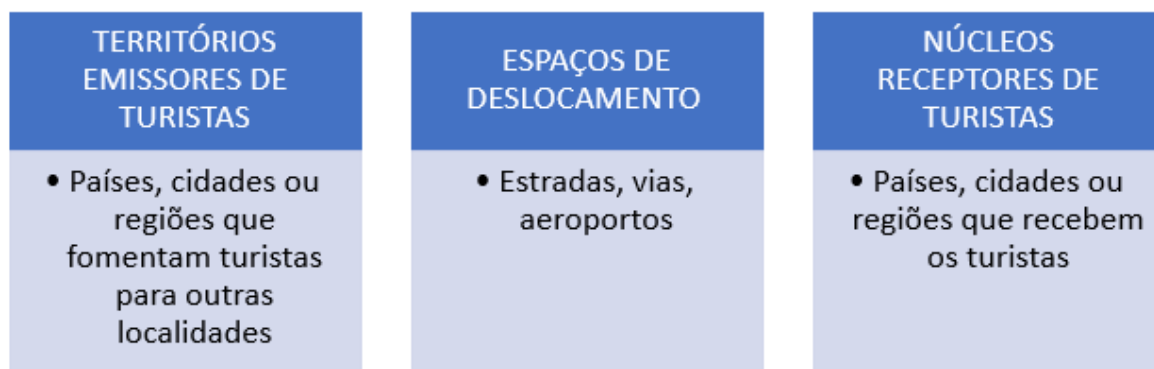 TERRITÓRIOS
EMISSORES DE
TURISTAS
• Países, cidades ou
regiões que
fomentam turistas
para outras
localidades
ESPAÇOS DE
DESLOCAMENTO
• Estradas, vias,
aeroportos
NÚCLEOS
RECEPTORES DE
TURISTAS
• Países, cidades ou
regiões que recebem
os turistas